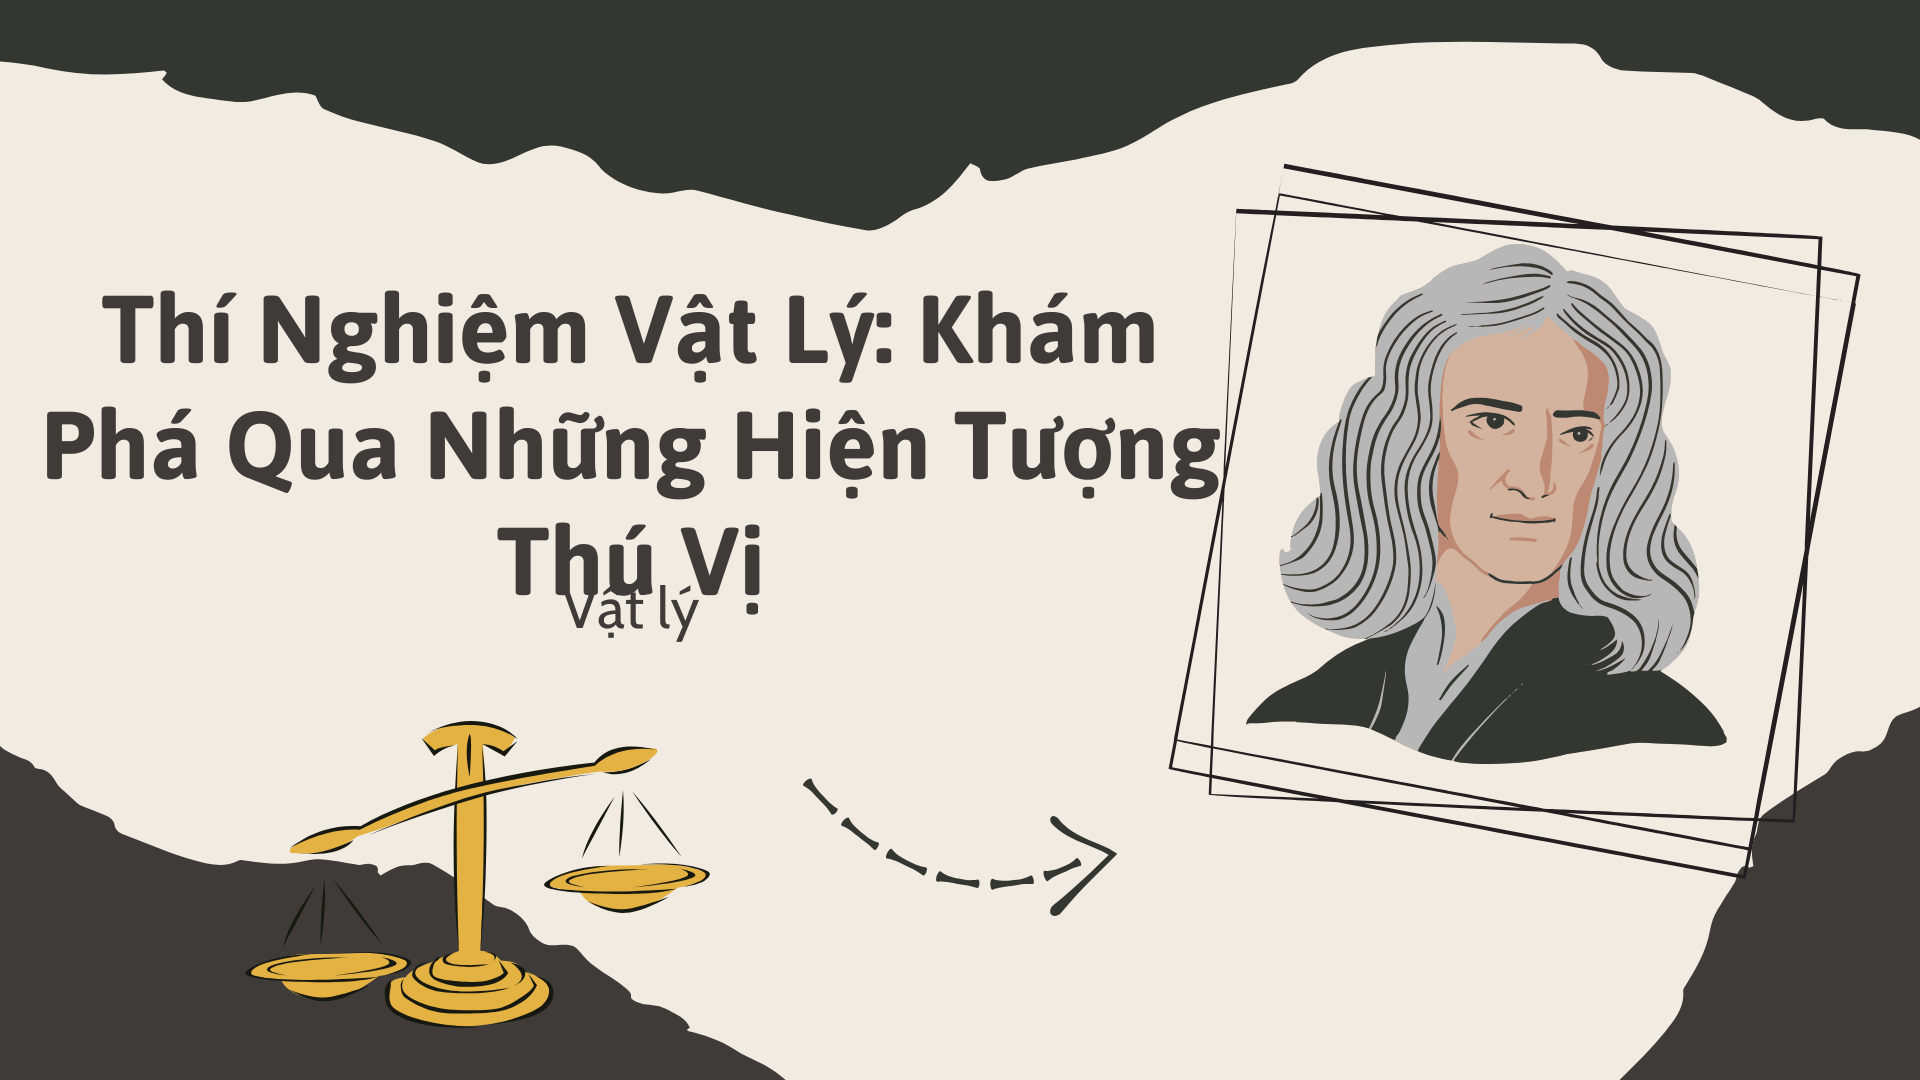 Thí Nghiệm Vật Lý: Khám
Phá Qua Những Hiện Tượng
Thú Vị
Vật lý